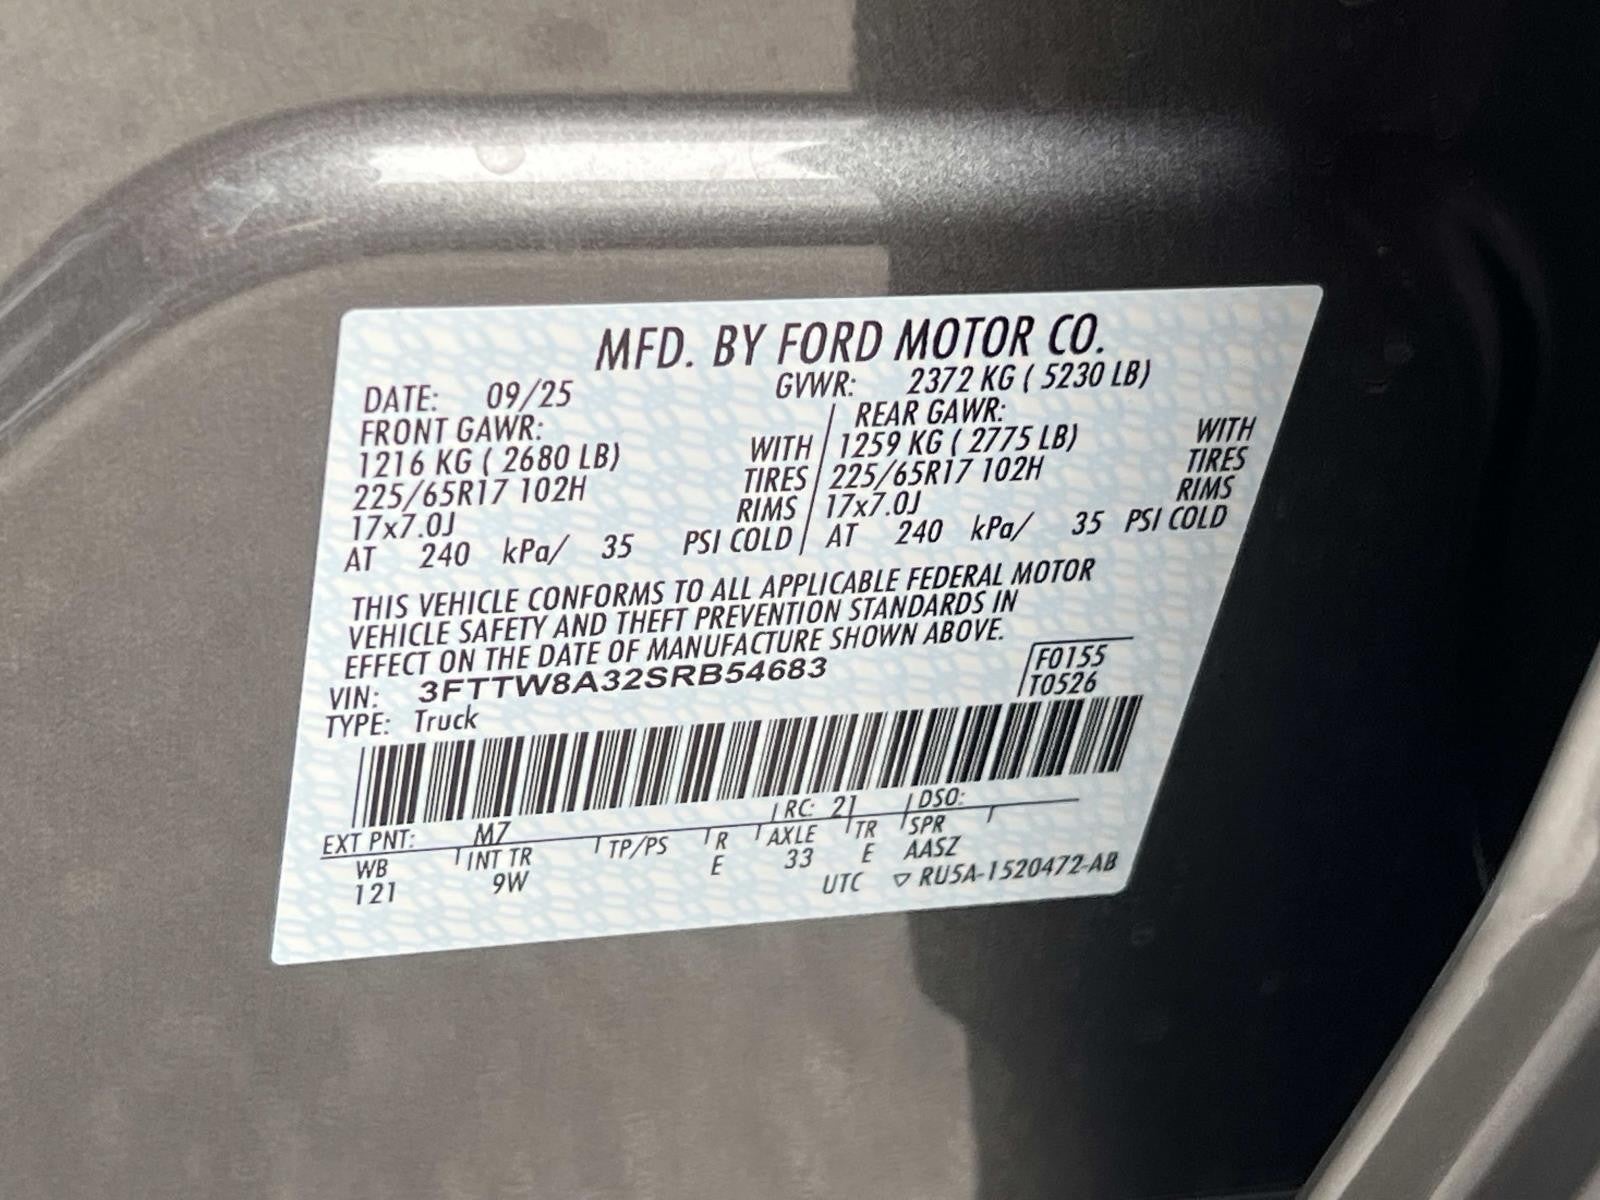 MFD. BY FORD MOTOR CO.
DATE: 09/25 GVWR: 2372 KG ( 5230 LB)
FRONT GAWR: REAR GAWR:
1216 KG ( 2680 LB) WITH 1259 KG ( 2775 LB) WITH
225/65R17 102H TIRES 225/65R17 102H TIRES
17x7.0J RIMS 17x7.0J RIMS
AT 240 kPa/ 35 PSI COLD AT 240 kPa/ 35 PSI COLD
THIS VEHICLE CONFORMS TO ALL APPLICABLE FEDERAL MOTOR
VEHICLE SAFETY AND THEFT PREVENTION STANDARDS IN
EFFECT ON THE DATE OF MANUFACTURE SHOWN ABOVE.
VIN: 3FTTW8A32SRB54683 F0155
TYPE: Truck T0526
EXT PNT: M7 RC: 21 DSO:
WB INT TR TP/PS R AXLE TR SPR
121 9W E 33 E AASZ
UTC ▽ RU5A-1520472-AB